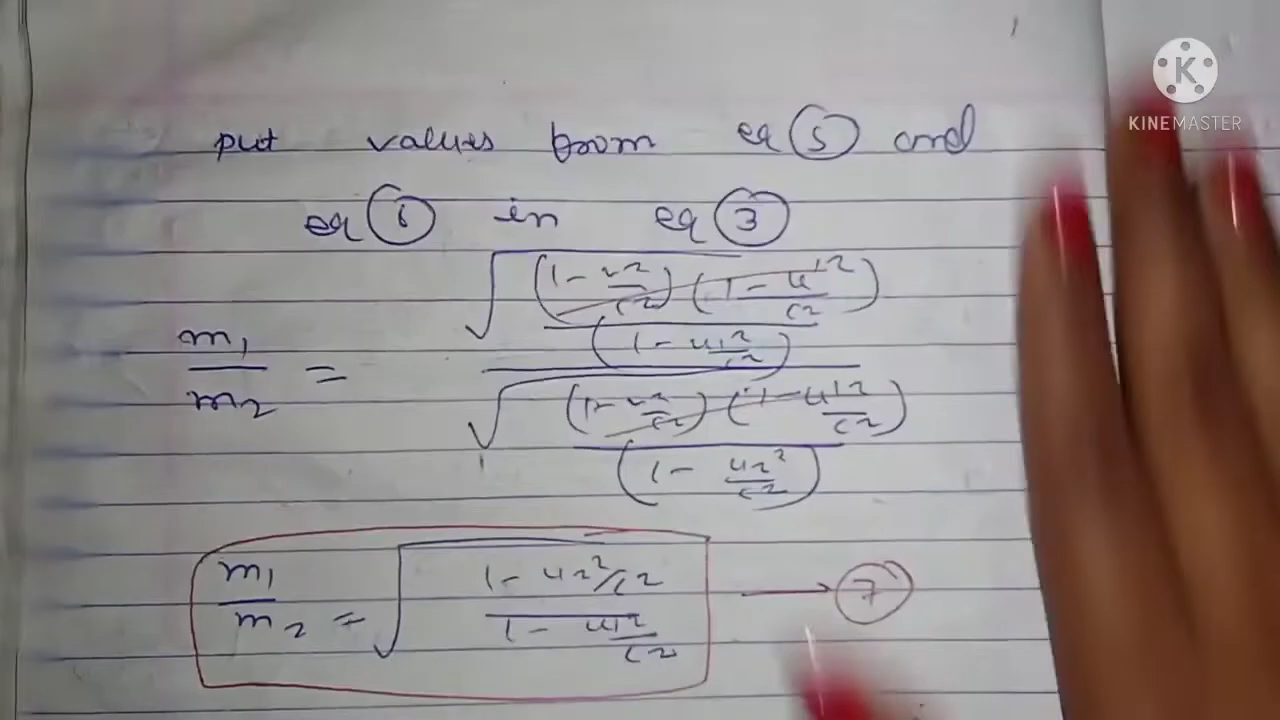 put values from eq (5) and
eq (6) in eq (3)
m1/m2 = √((1 - v2/c2) (1 - u'2/c2) / (1 - u12/c2)) / √((1 - v2/c2) (1 - u'2/c2) / (1 - u2²/c2))
m1/m2 = √((1 - u2²/c2) / (1 - u12/c2)) → (7)
K
KINEMASTER